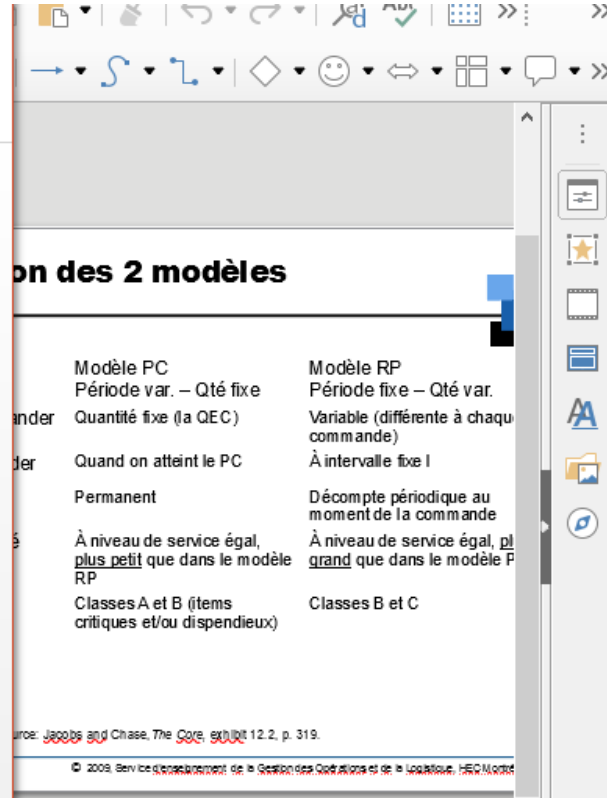 on des 2 modèles
Modèle PC
Période var. – Qté fixe
Modèle RP
Période fixe – Qté var.
ander
Quantité fixe (la QEC)
Variable (différente à chaqu
commande)
der
Quand on atteint le PC
À intervalle fixe I
Permanent
Décompte périodique au
moment de la commande
é
À niveau de service égal,
plus petit que dans le modèle
RP
À niveau de service égal, pl
grand que dans le modèle P
Classes A et B (items
critiques et/ou dispendieux)
Classes B et C
urce: Jacobs and Chase, The Core, exhibit 12.2, p. 319.
© 2009, Service d'enseignement de la Gestion des Opérations et de la Logistique, HEC Montré